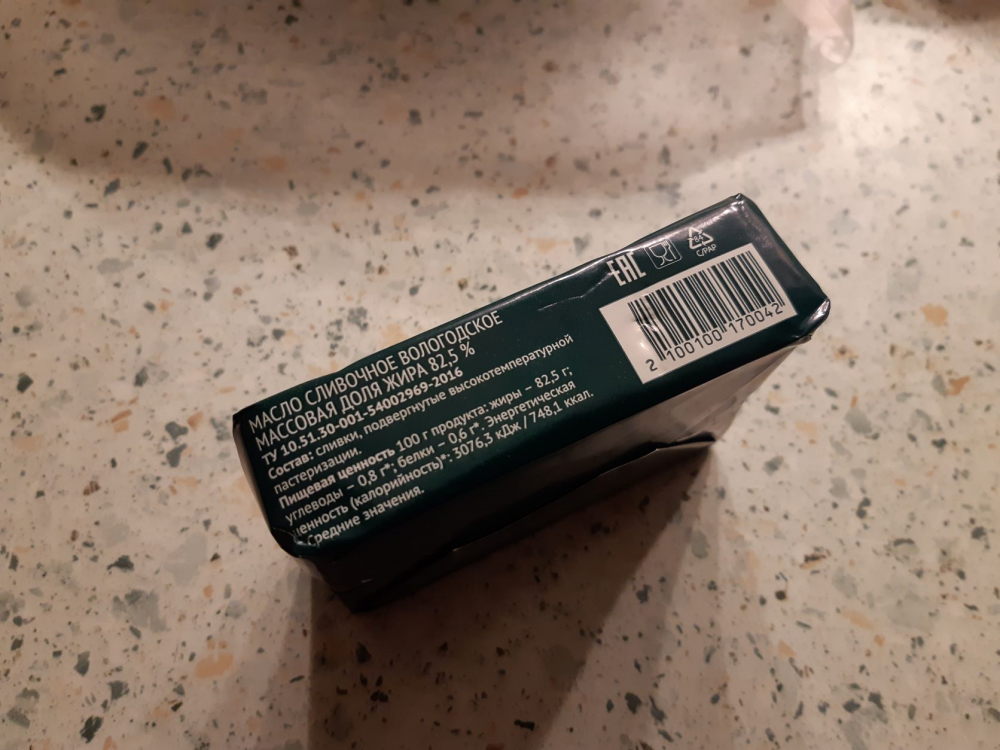 МАСЛО СЛИВОЧНОЕ ВОЛОГОДСКОЕ
МАССОВАЯ ДОЛЯ ЖИРА 82,5 %
ТУ 10.51.30-001-54002969-2016
Состав: сливки, подвергнутые высокотемпературной
пастеризации.
Пищевая ценность 100 г продукта: жиры – 82,5 г;
углеводы – 0,8 г*; белки – 0,6 г*. Энергетическая
ценность (калорийность)*: 3076,3 кДж / 748,1 ккал.
*Средние значения.
ЕАС
84
C/PAP
2 100100 170042